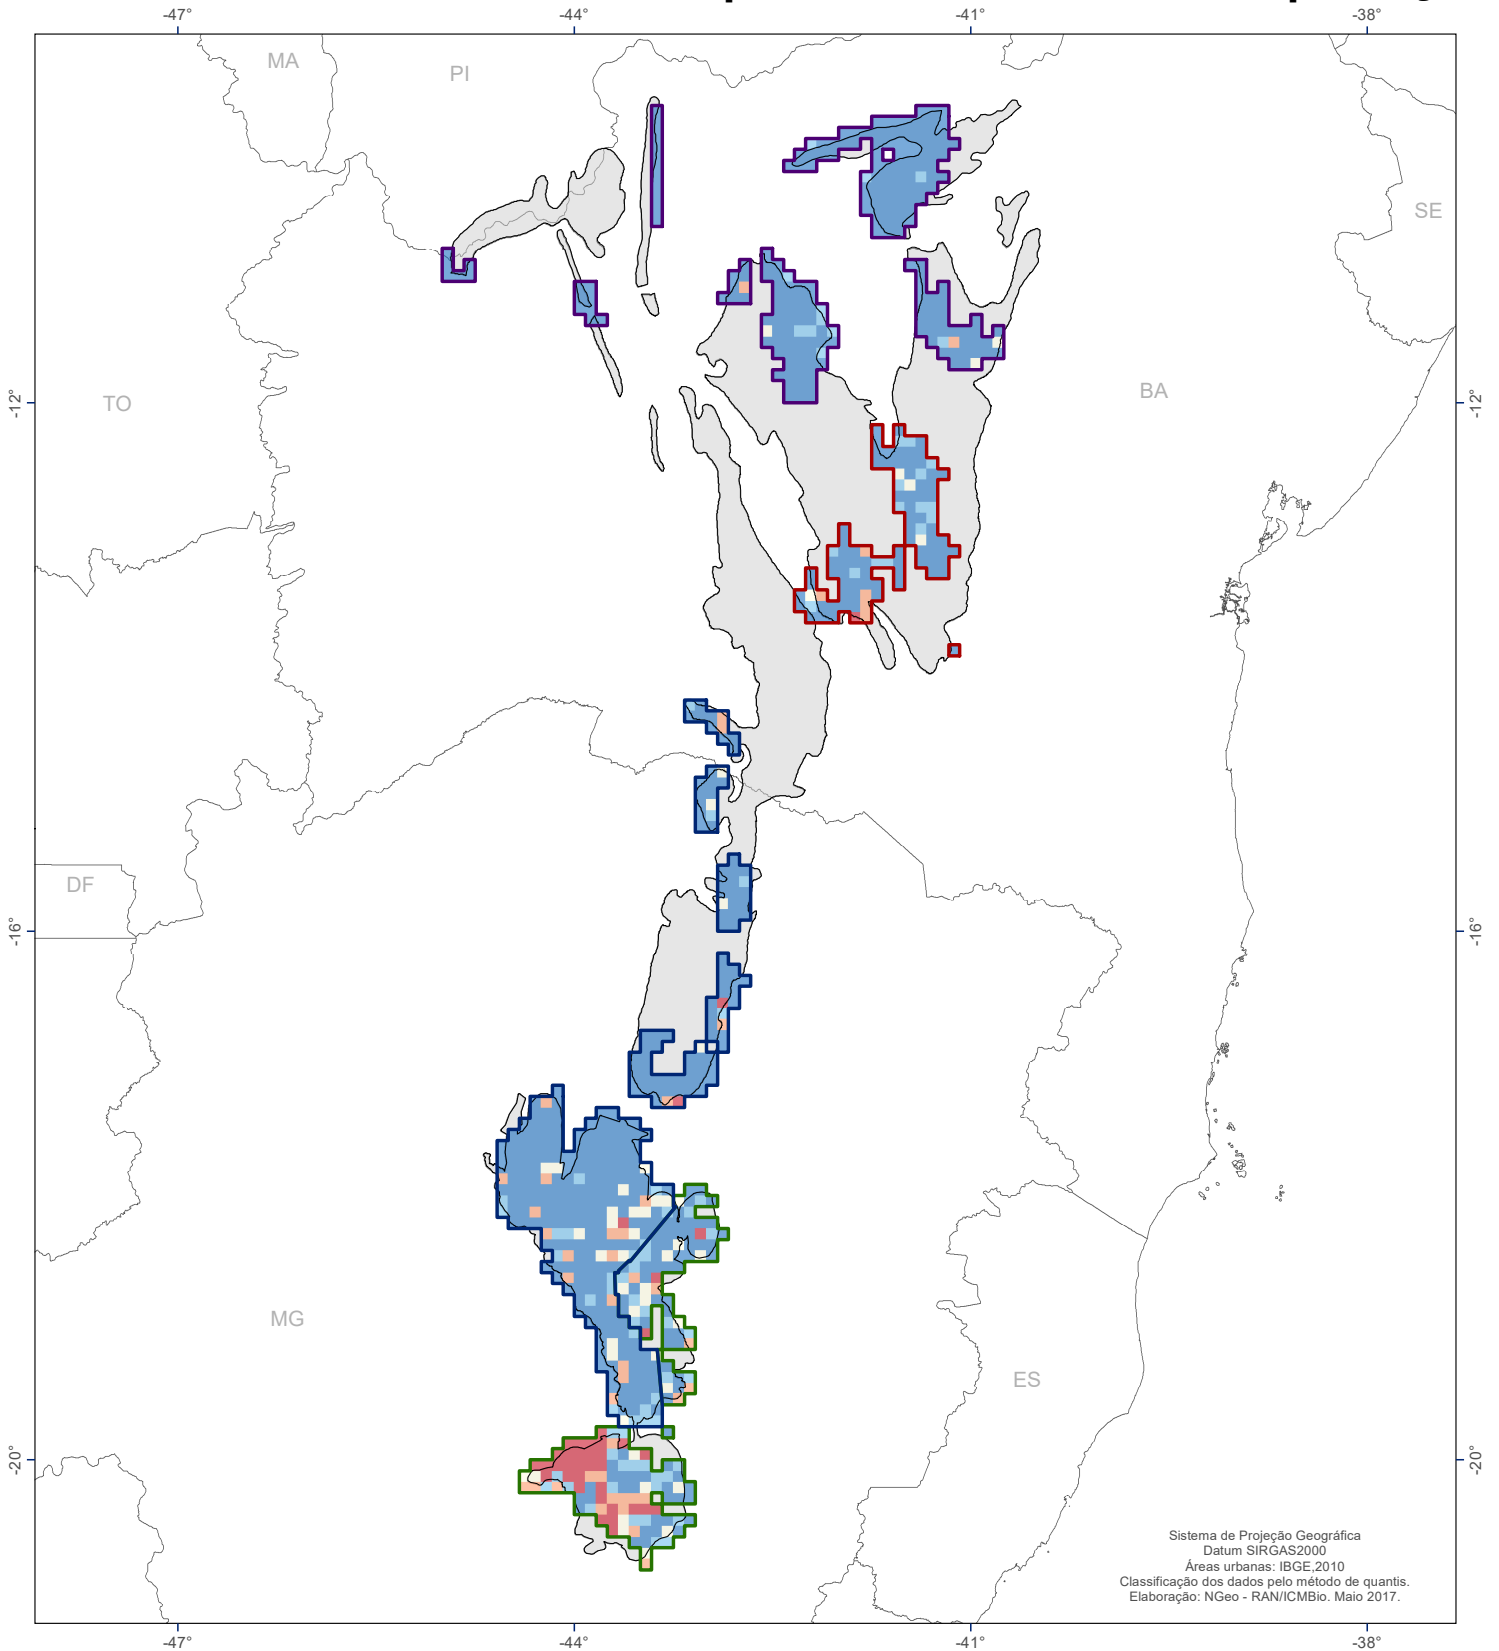 -47° -44° -41° -38°
MA
PI
SE
-12° TO BA -12°
DF
-16° -16°
MG
ES
-20° -20°
Sistema de Projeção Geográfica
Datum SIRGAS2000
Áreas urbanas: IBGE,2010
Classificação dos dados pelo método de quantis.
Elaboração: NGeo - RAN/ICMBio. Maio 2017.
-47° -44° -41° -38°